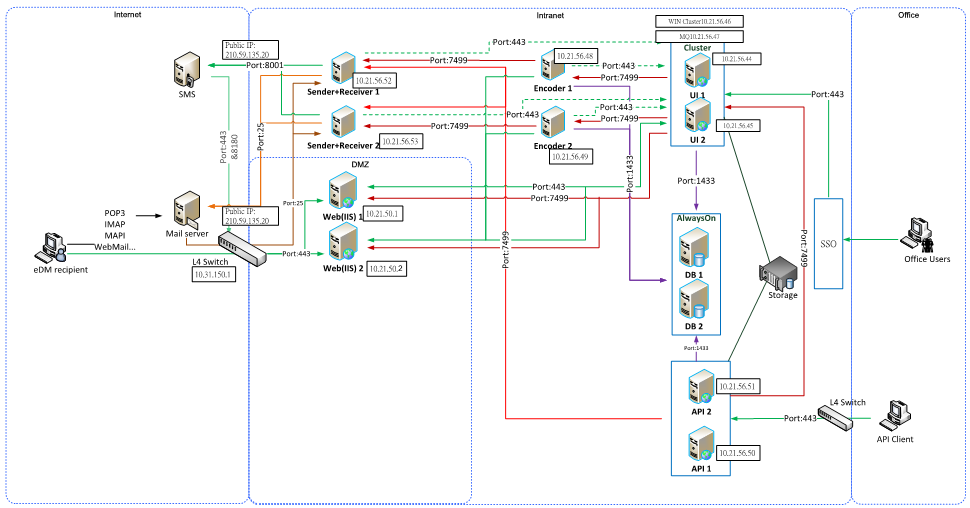 Internet
Intranet
Office
WIN Cluster10.21.56.46
MQ10.21.56.47
Cluster
10.21.56.44
UI 1
10.21.56.45
UI 2
Public IP:
210.59.135.20
SMS
Port:8001
Port:443
&8180
Port:25
Sender+Receiver 1
10.21.56.52
Sender+Receiver 2
10.21.56.53
Port:443
Port:7499
10.21.56.48
Encoder 1
Port:443
Port:7499
Port:443
Port:7499
Port:443
Port:7499
Encoder 2
10.21.56.49
Port:1433
Port:443
Port:1433
DMZ
Web(IIS) 1
10.21.50.1
Web(IIS) 2
10.21.50.2
Port:443
Port:7499
Port:7499
Port:25
Port:443
POP3
IMAP
MAPI
WebMail...
Mail server
Public IP:
210.59.135.20
eDM recipient
L4 Switch
10.31.150.1
AlwaysOn
DB 1
DB 2
Port:1433
Storage
Port:7499
SSO
Office Users
API 2
10.21.56.51
API 1
10.21.56.50
Port:443
L4 Switch
API Client